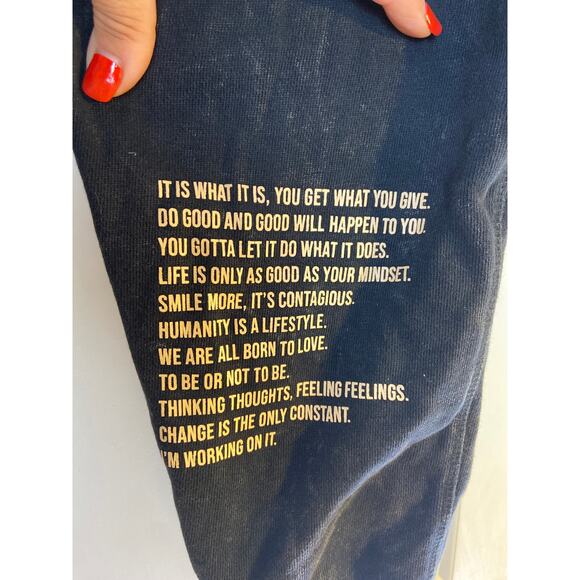 IT IS WHAT IT IS, YOU GET WHAT YOU GIVE.
DO GOOD AND GOOD WILL HAPPEN TO YOU.
YOU GOTTA LET IT DO WHAT IT DOES.
LIFE IS ONLY AS GOOD AS YOUR MINDSET.
SMILE MORE, IT'S CONTAGIOUS.
HUMANITY IS A LIFESTYLE.
WE ARE ALL BORN TO LOVE.
TO BE OR NOT TO BE.
THINKING THOUGHTS, FEELING FEELINGS.
CHANGE IS THE ONLY CONSTANT.
I'M WORKING ON IT.